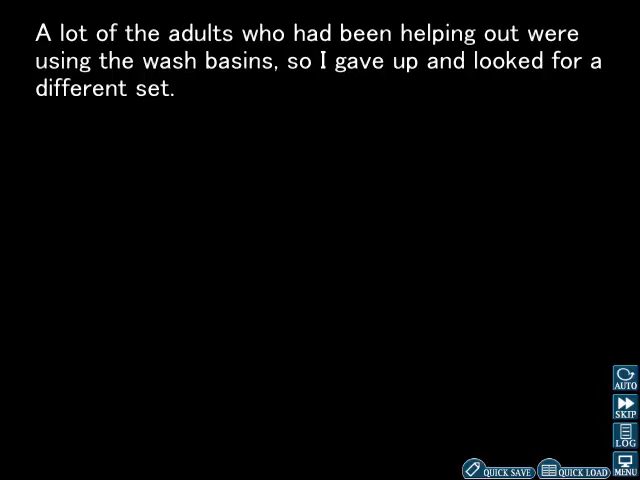 A lot of the adults who had been helping out were
using the wash basins, so I gave up and looked for a
different set.
AUTO
SKIP
LOG
MENU
QUICK SAVE
QUICK LOAD